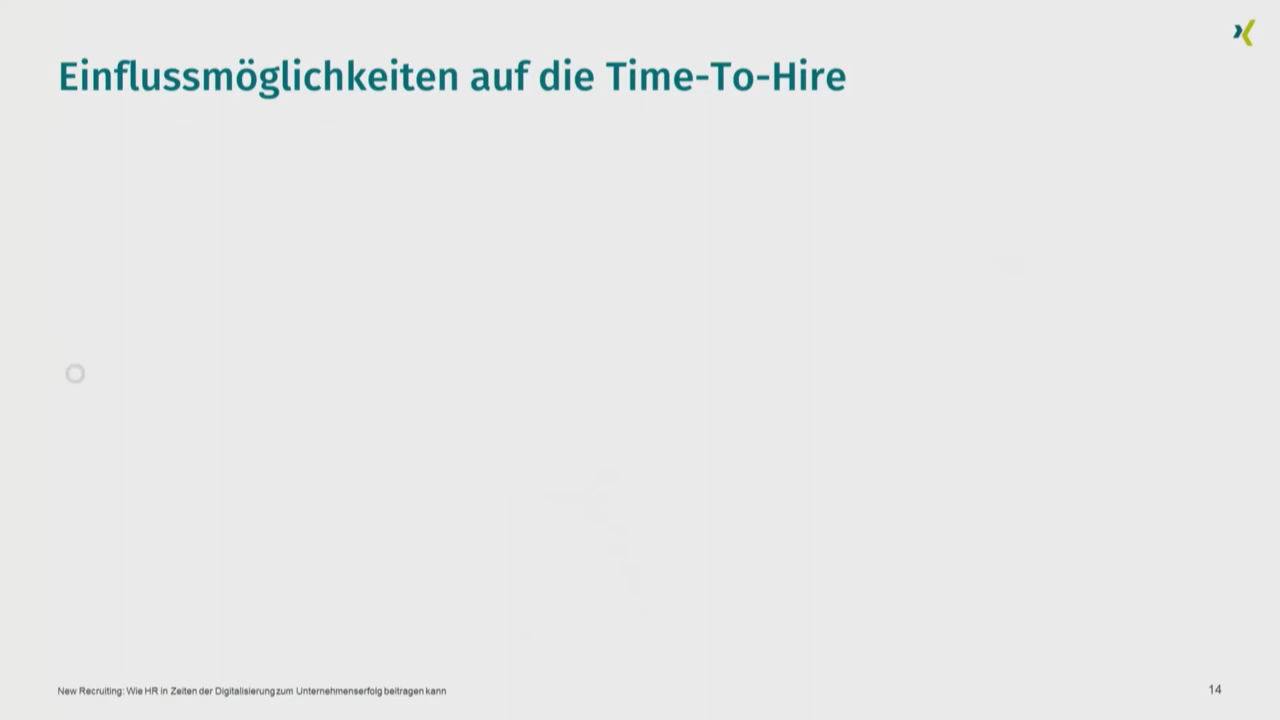 Einflussmöglichkeiten auf die Time-To-Hire
New Recruiting: Wie HR in Zeiten der Digitalisierung zum Unternehmenserfolg beitragen kann
14